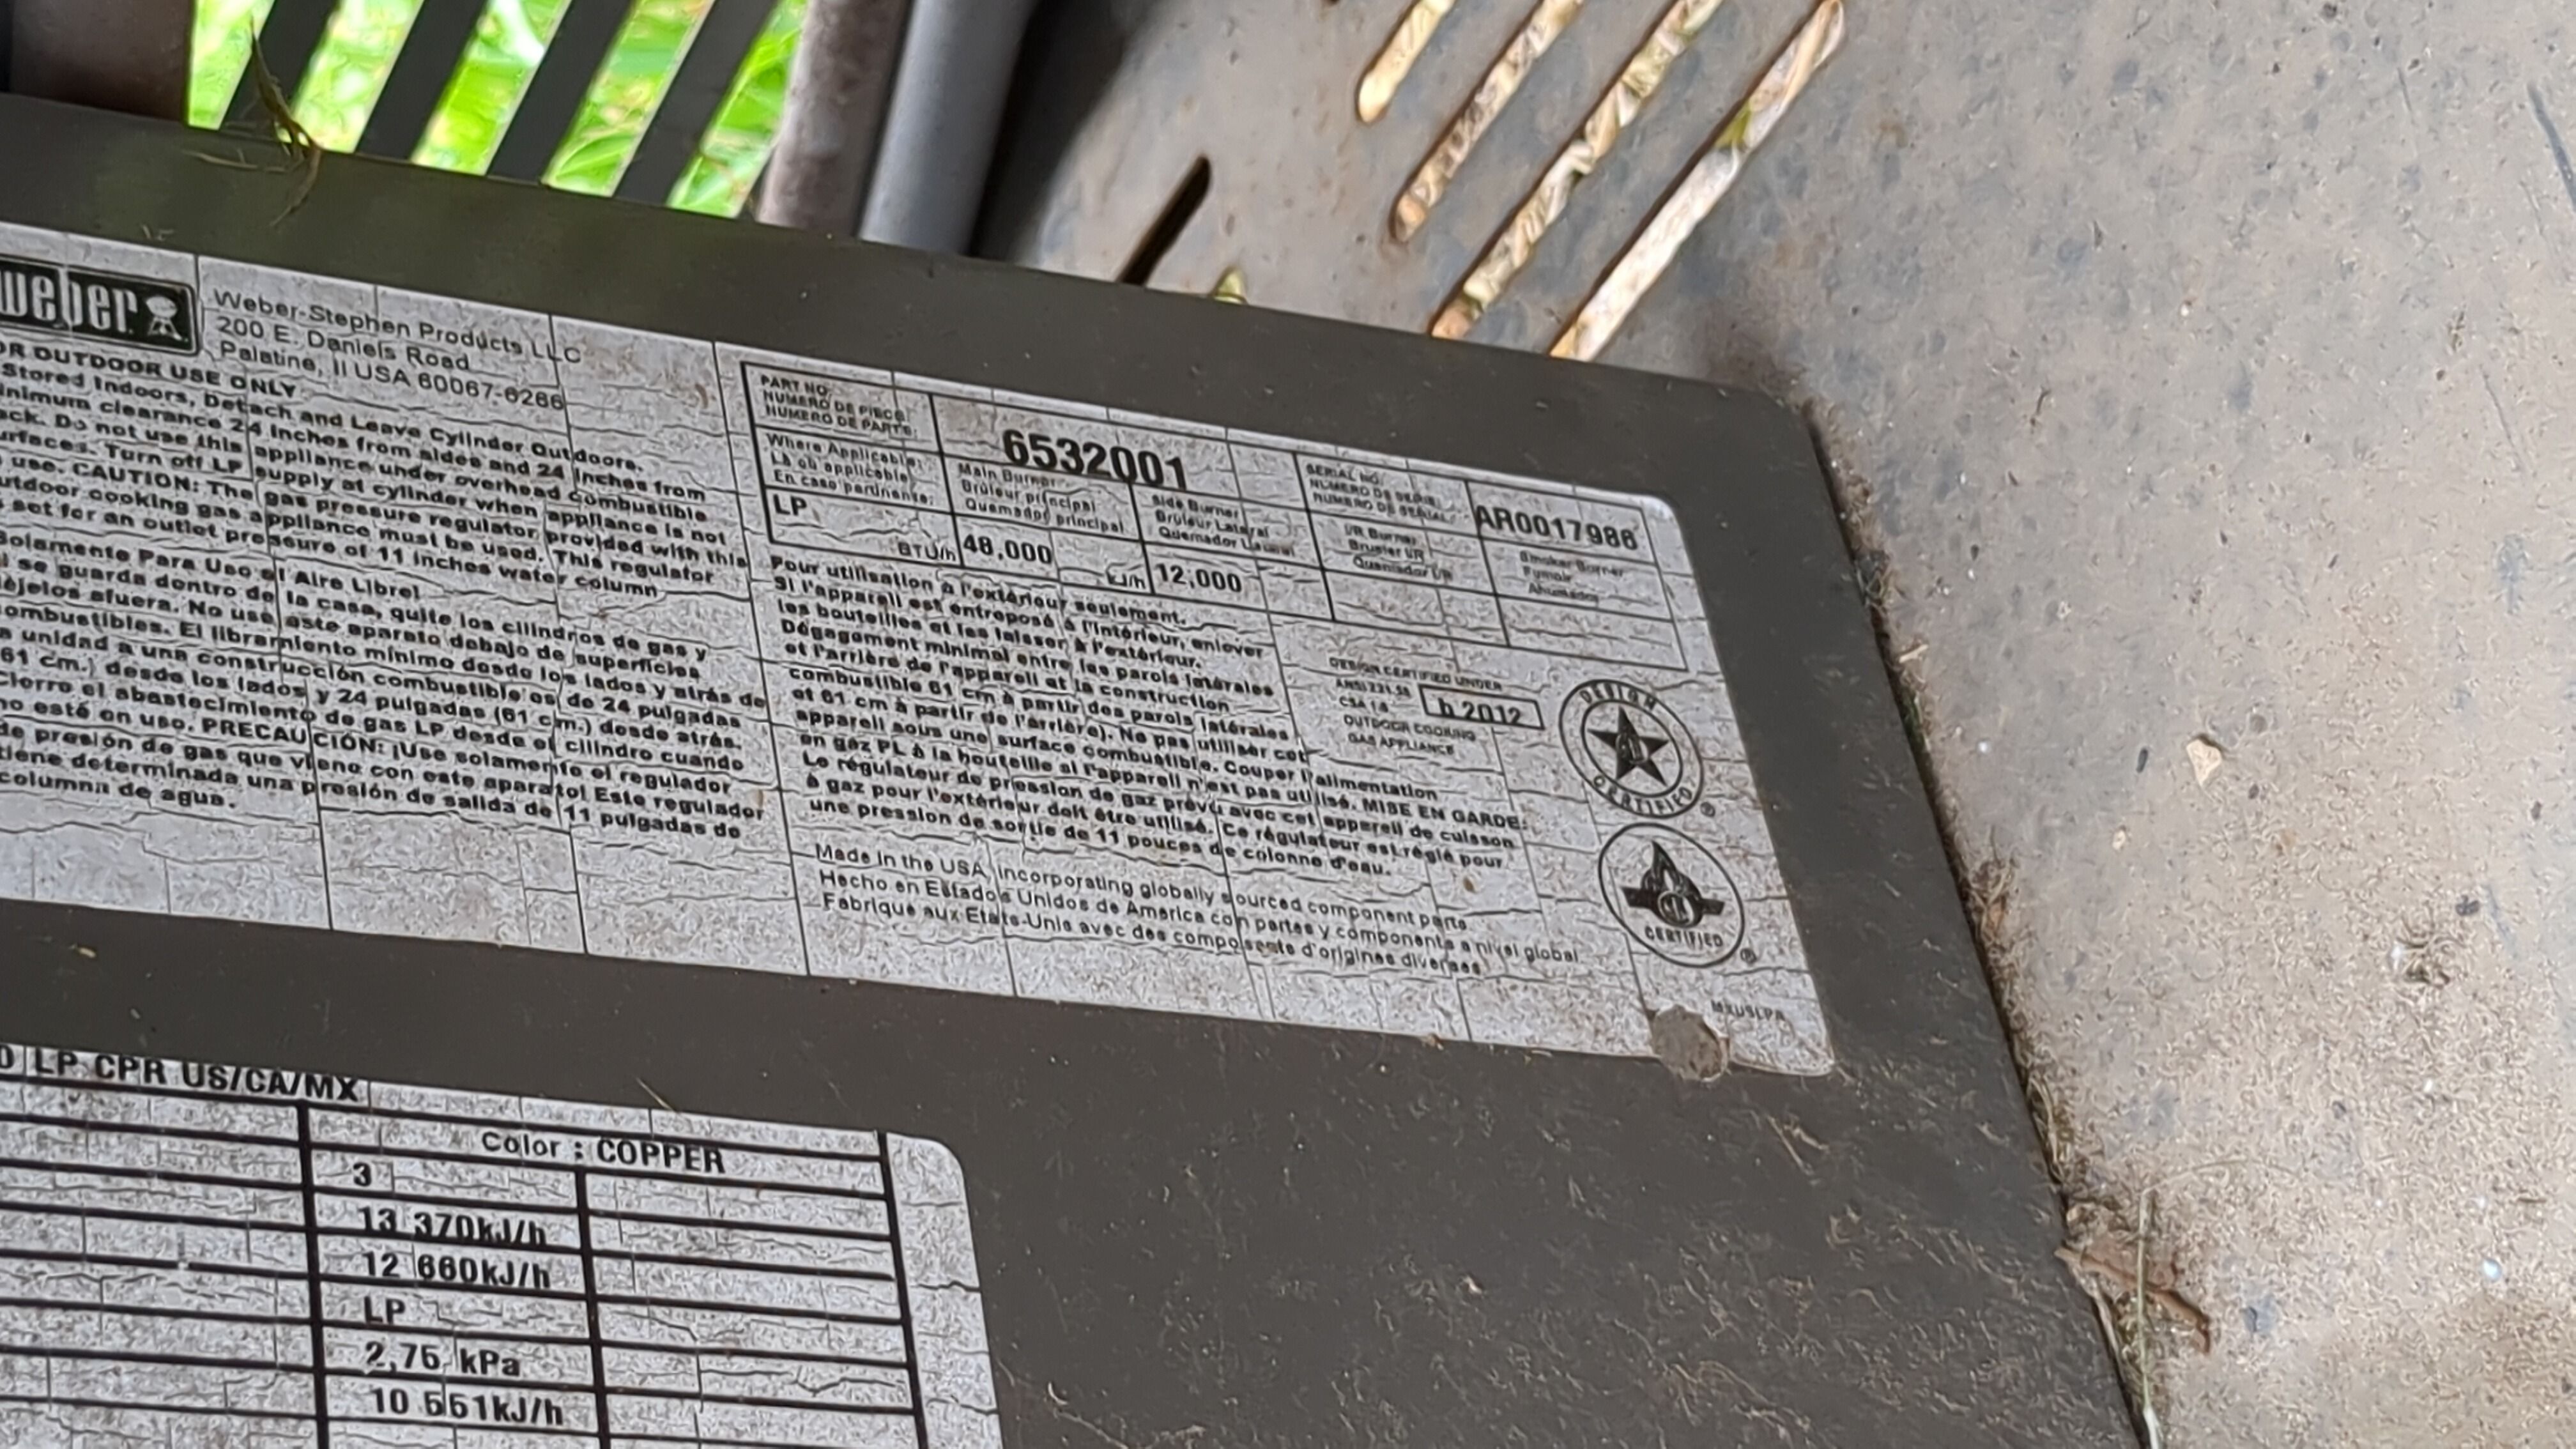 weber
Weber-Stephen Products LLC
200 E. Daniels Road
Palatine, Il USA 60067-6266
OR OUTDOOR USE ONLY
Stored Indoors, Detach and Leave Cylinder Outdoors.
nimum clearance 24 inches from sides and 24 inches from
ack. Do not use this appliance under overhead combustible
urfaces. Turn off LP supply at cylinder when appliance is not
use. CAUTION: The gas pressure regulator provided with this
utdoor cooking gas appliance must be used. This regulator
set for an outlet pressure of 11 inches water column
Solamente Para Uso al Aire Libre!
i se guarda dentro de la casa, quite los cilindros de gas y
déjelos afuera. No use este aparato debajo de superficies
ombustibles. El libramiento mínimo desde los lados y atrás de
a unidad a una construcción combustible es de 24 pulgadas
61 cm.) desde los lados y 24 pulgadas (61 cm.) desde atrás.
Cierre el abastecimiento de gas LP desde el cilindro cuando
no esté en uso. PRECAUCIÓN: ¡Use solamente el regulador
de presión de gas que viene con este aparato! Este regulador
tiene determinada una presión de salida de 11 pulgadas de
columna de agua.
PART NO:
NUMÉRO DE PIÈCE:
NUMERO DE PARTE:
6532001
SERIAL NO:
NUMÉRO DE SÉRIE:
NUMERO DE SERIAL:
AR0017986
Where Applicable:
Là où applicable:
En caso pertinente:
Main Burner
Brûleur principal
Quemador principal
Side Burner
Brûleur Latéral
Quemador Lateral
I/R Burner
Bruleur I/R
Quemador I/R
Smoker Burner
Fumoir
Ahumador
LP
BTU/h
48,000
kJ/h
12,000
Pour utilisation à l'extérieur seulement.
Si l'appareil est entreposé à l'intérieur, enlever
les bouteilles et les laisser à l'extérieur.
Dégagement minimal entre les parois latérales
et l'arrière de l'appareil et la construction
combustible 61 cm à partir des parois latérales
et 61 cm à partir de l'arrière). Ne pas utiliser cet
appareil sous une surface combustible. Couper l'alimentation
en gaz PL à la bouteille si l'appareil n'est pas utilisé. MISE EN GARDE:
Le régulateur de pression de gaz prévu avec cet appareil de cuisson
à gaz pour l'extérieur doit être utilisé. Ce régulateur est réglé pour
une pression de sortie de 11 pouces de colonne d'eau.
DESIGN CERTIFIED UNDER
ANSI Z21.58
CSA 1.6
OUTDOOR COOKING
GAS APPLIANCE
b 2012
DESIGN
CERTIFIED ®
CERTIFIED ®
Made in the USA, incorporating globally sourced component parts
Hecho en Estados Unidos de America con partes y components a nivel global
Fabriqué aux Etats-Unis avec des composants d'origines diverses
MXUSLPA
LP CPR US/CA/MX
Color : COPPER
3
13 370kJ/h
12 660kJ/h
LP
2,75 kPa
10 551kJ/h